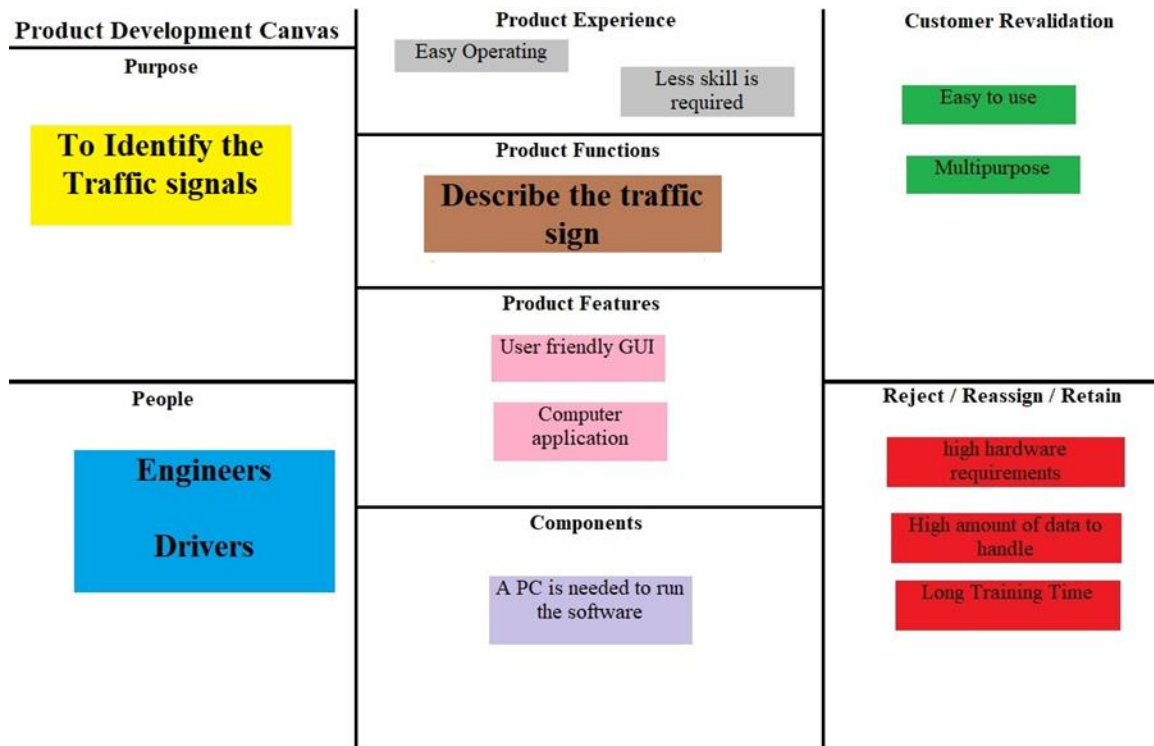 Product Development Canvas
Purpose
To Identify the
Traffic signals
People
Engineers
Drivers
Product Experience
Easy Operating
Less skill is
required
Product Functions
Describe the traffic
sign
Product Features
User friendly GUI
Computer
application
Components
A PC is needed to run
the software
Customer Revalidation
Easy to use
Multipurpose
Reject / Reassign / Retain
high hardware
requirements
High amount of data to
handle
Long Training Time